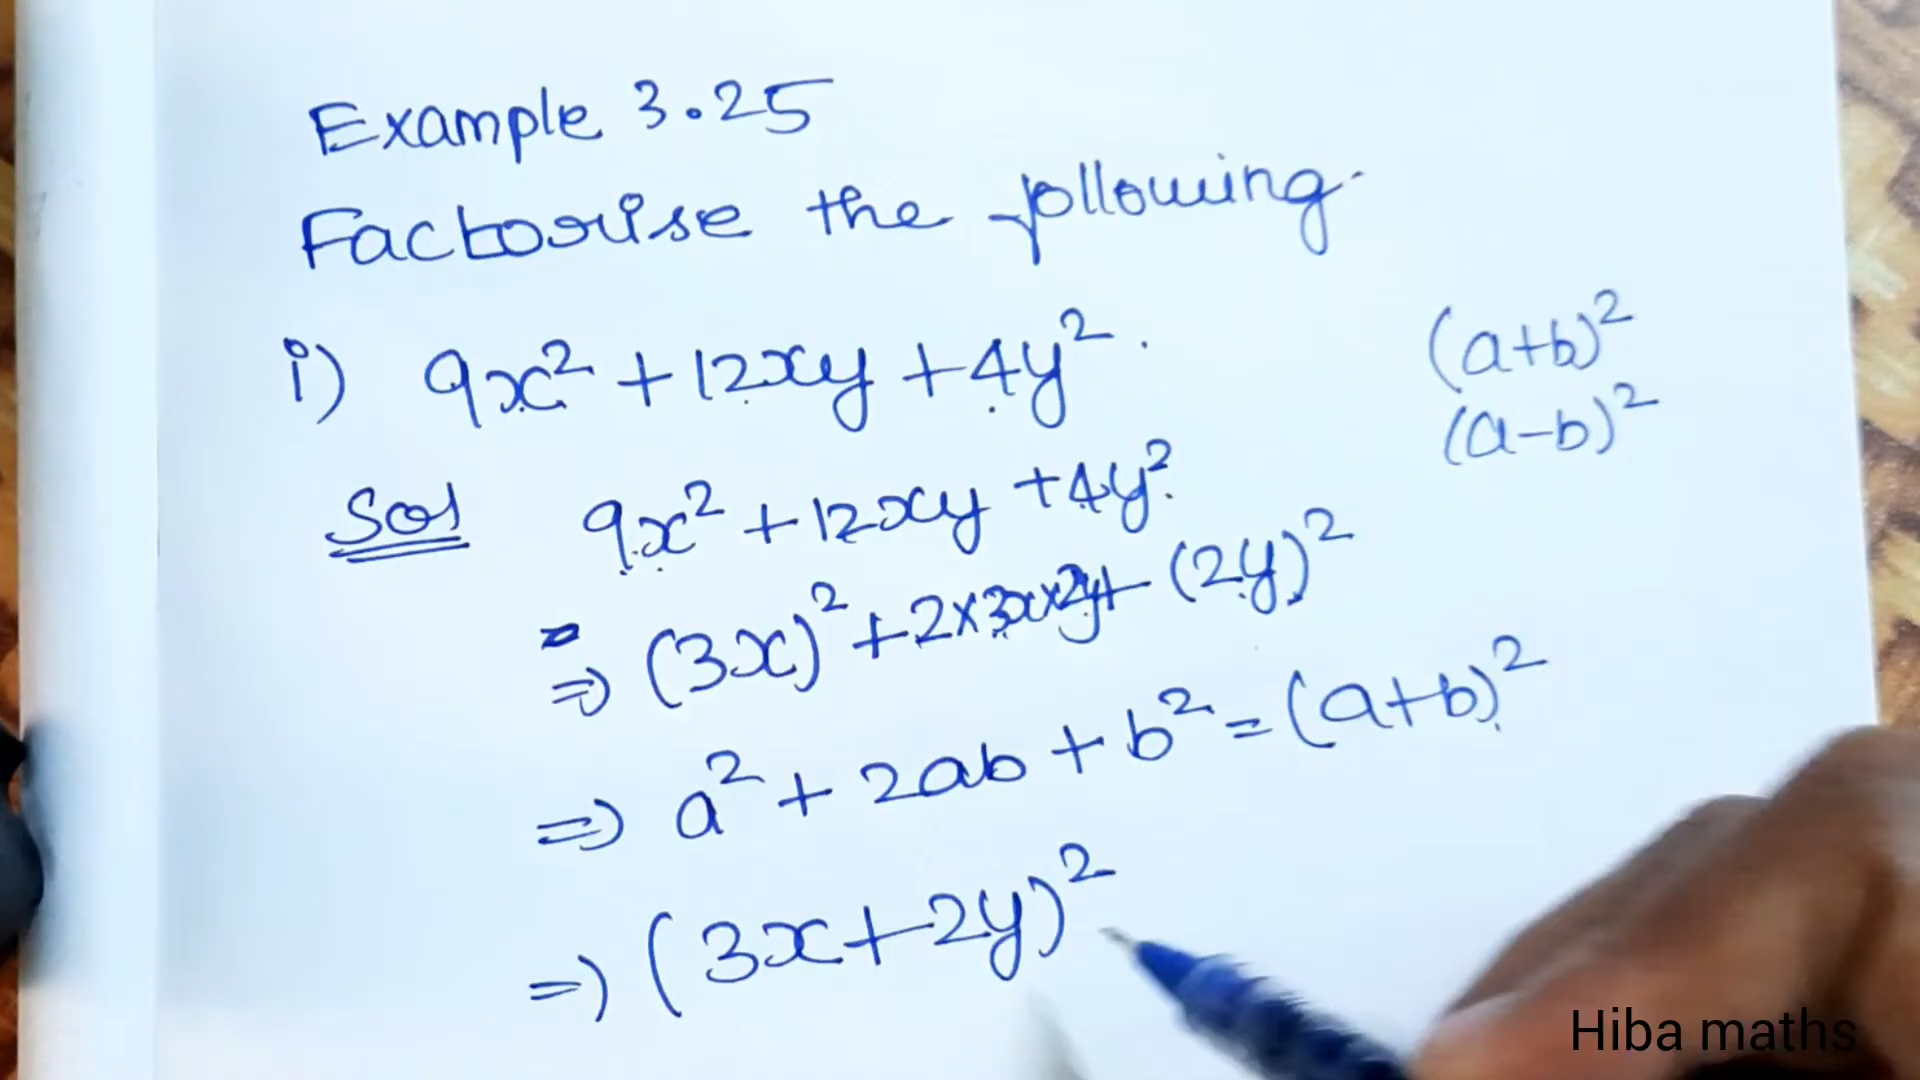 Example 3.25
Factorise the following.
i) 9x² + 12xy + 4y².
(a+b)²
(a-b)²
Sol 9x² + 12xy + 4y²
⇒ (3x)² + 2×3x×2y + (2y)²
⇒ a² + 2ab + b² = (a+b)²
⇒ (3x+2y)²
Hiba maths